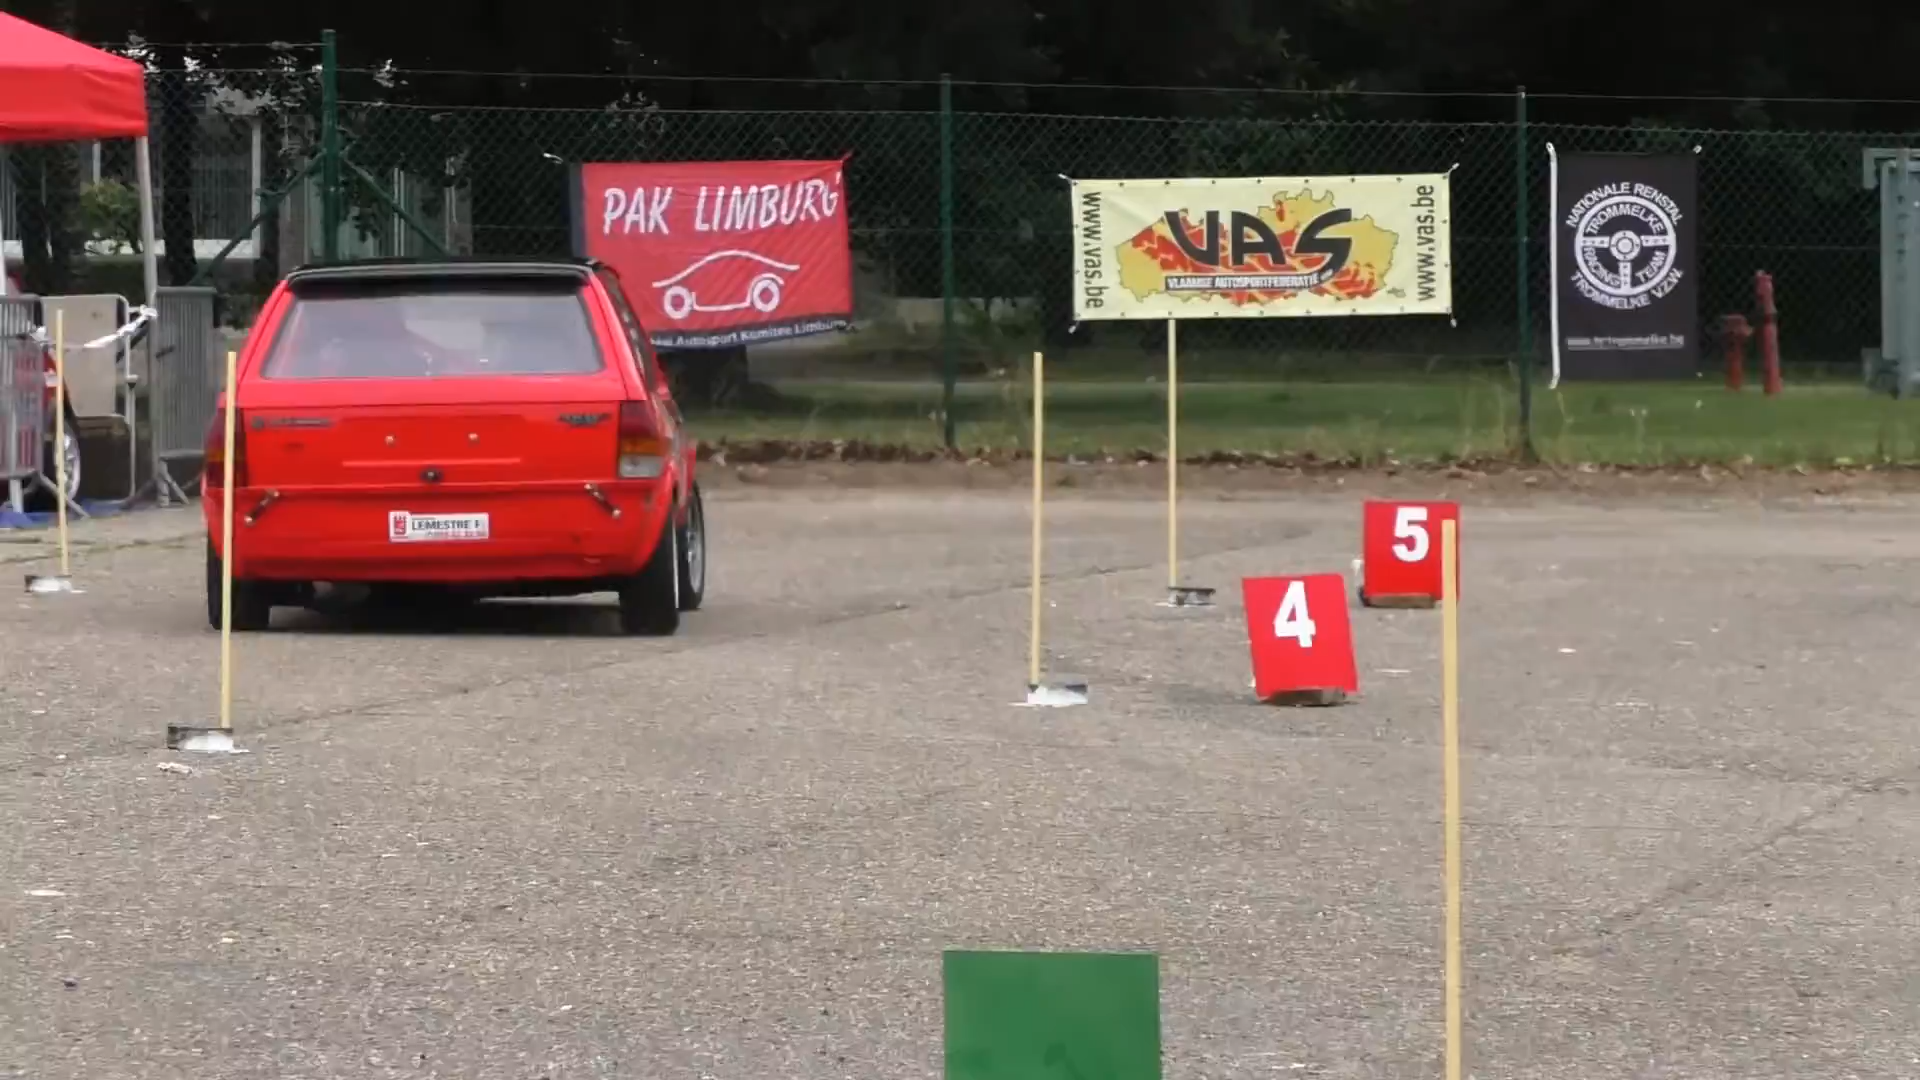 PAK LIMBURG
Autosport Komitee Limburg
www.vas.be
VAS
VLAAMSE AUTOSPORTFEDERATIE
www.vas.be
NATIONALE RENSTAL
TROMMELKE
RACING TEAM
TROMMELKE VZW.
LEMESTRE
5
4